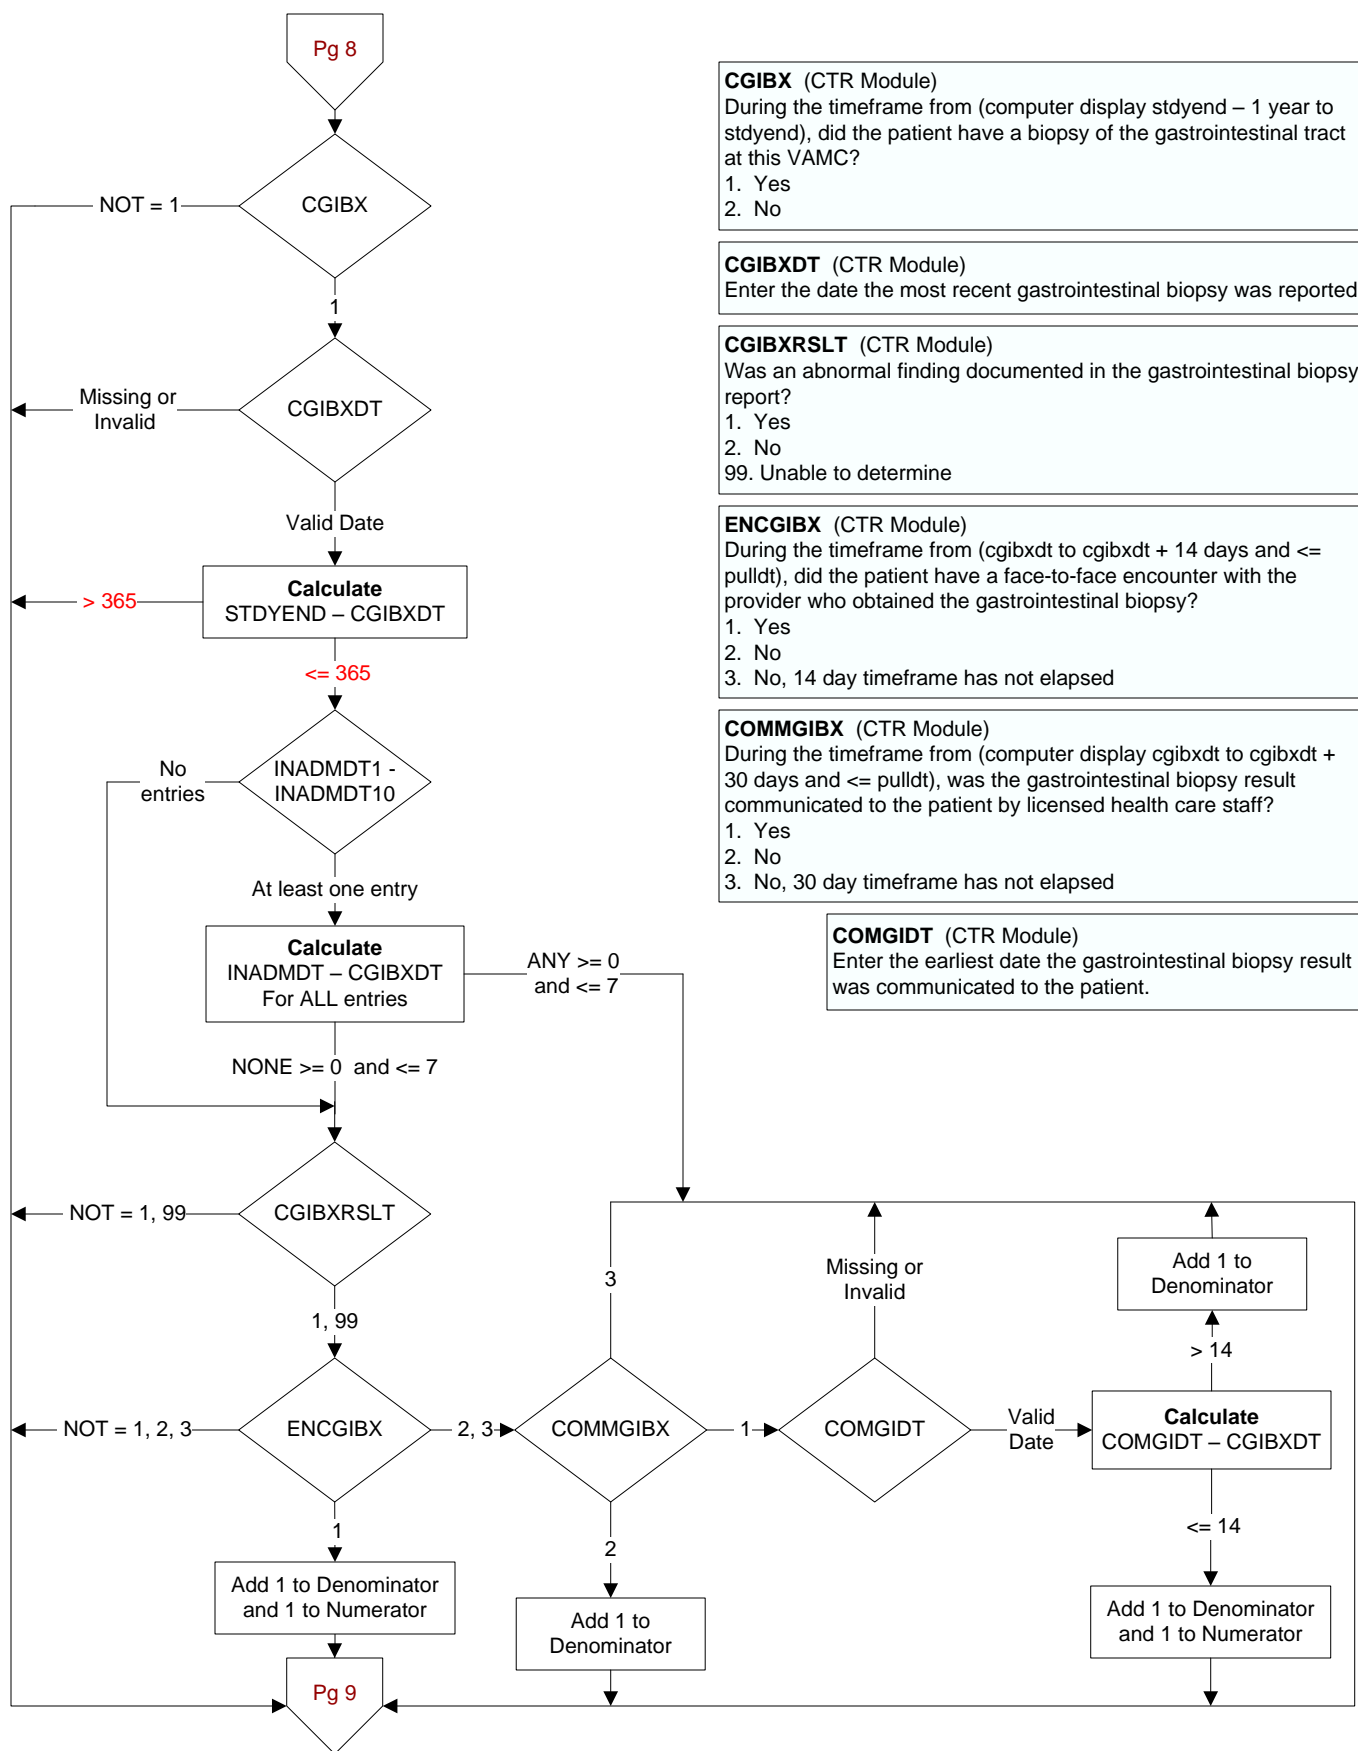 Pg 8
CGIBX (CTR Module)
During the timeframe from (computer display stdyend – 1 year to
stdyend), did the patient have a biopsy of the gastrointestinal tract
at this VAMC?
1. Yes
2. No
NOT = 1
CGIBX
1
CGIBXDT (CTR Module)
Enter the date the most recent gastrointestinal biopsy was reported
CGIBXRSLT (CTR Module)
Was an abnormal finding documented in the gastrointestinal biopsy
report?
1. Yes
2. No
99. Unable to determine
Missing or
Invalid
CGIBXDT
Valid Date
ENCGIBX (CTR Module)
During the timeframe from (cgibxdt to cgibxdt + 14 days and <=
pulldt), did the patient have a face-to-face encounter with the
provider who obtained the gastrointestinal biopsy?
1. Yes
2. No
3. No, 14 day timeframe has not elapsed
> 365
Calculate
STDYEND – CGIBXDT
<= 365
COMMGIBX (CTR Module)
During the timeframe from (computer display cgibxdt to cgibxdt +
30 days and <= pulldt), was the gastrointestinal biopsy result
communicated to the patient by licensed health care staff?
1. Yes
2. No
3. No, 30 day timeframe has not elapsed
No
entries
INADMDT1 -
INADMDT10
At least one entry
COMGIDT (CTR Module)
Enter the earliest date the gastrointestinal biopsy result
was communicated to the patient.
Calculate
INADMDT – CGIBXDT
For ALL entries
ANY >= 0
and <= 7
NONE >= 0 and <= 7
NOT = 1, 99
CGIBXRSLT
1, 99
3
Missing or
Invalid
Add 1 to
Denominator
> 14
NOT = 1, 2, 3
ENCGIBX
2, 3
COMMGIBX
1
COMGIDT
Valid
Date
Calculate
COMGIDT – CGIBXDT
<= 14
1
2
Add 1 to Denominator
and 1 to Numerator
Add 1 to
Denominator
Add 1 to Denominator
and 1 to Numerator
Pg 9